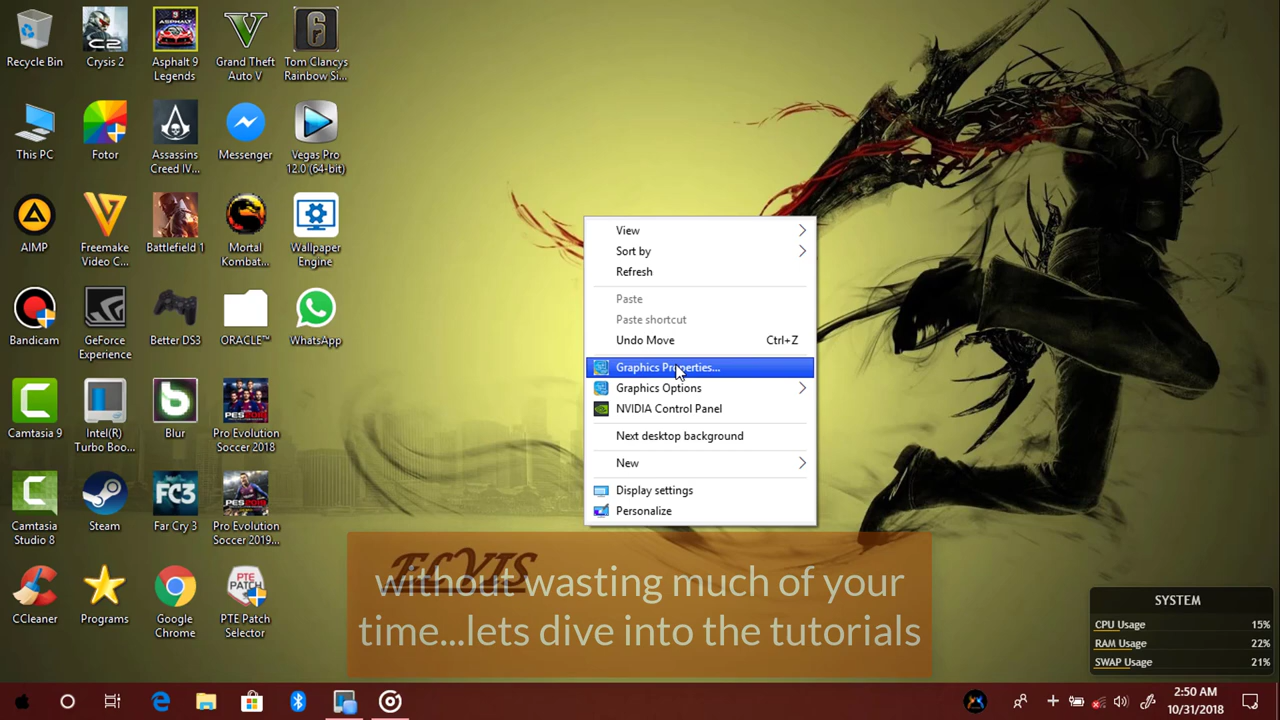 Recycle Bin
Crysis 2
Asphalt 9
Legends
Grand Theft
Auto V
Tom Clancys
Rainbow Si...
This PC
Fotor
Assassins
Creed IV...
Messenger
Vegas Pro
12.0 (64-bit)
AIMP
Freemake
Video C...
Battlefield 1
Mortal
Kombat...
Wallpaper
Engine
Bandicam
GeForce
Experience
Better DS3
ORACLE™
WhatsApp
Camtasia 9
Intel(R)
Turbo Boo...
Blur
Pro Evolution
Soccer 2018
Camtasia
Studio 8
Steam
Far Cry 3
Pro Evolution
Soccer 2019...
CCleaner
Programs
Google
Chrome
PTE Patch
Selector
View
Sort by
Refresh
Paste
Paste shortcut
Undo Move Ctrl+Z
Graphics Properties...
Graphics Options
NVIDIA Control Panel
Next desktop background
New
Display settings
Personalize
ELVIS
without wasting much of your
time...lets dive into the tutorials
SYSTEM
CPU Usage 15%
RAM Usage 22%
SWAP Usage 21%
2:50 AM
10/31/2018